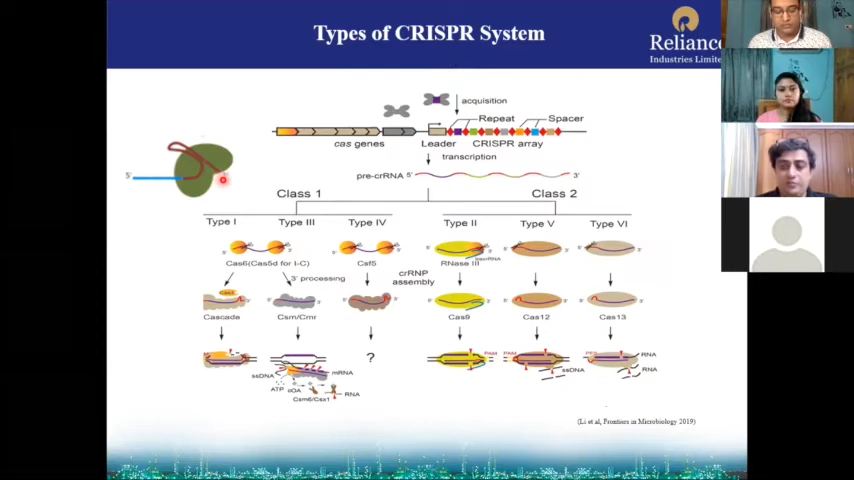 Types of CRISPR System
Reliance
Industries Limite
acquisition
Repeat
Spacer
cas genes
Leader
CRISPR array
transcription
pre-crRNA 5' 3'
5'
Class 1
Class 2
Type I
Type III
Type IV
Type II
Type V
Type VI
Cas6(Cas5d for I-C)
Csf5
RNase III
tracrRNA
3' processing
crRNP
assembly
Cascade
Csm/Cmr
Cas9
Cas12
Cas13
?
PAM
PAM
PFS
RNA
ssDNA
RNA
ssDNA
mRNA
ATP
cOA
Csm6/Csx1
RNA
(Li et al, Frontiers in Microbiology 2019)